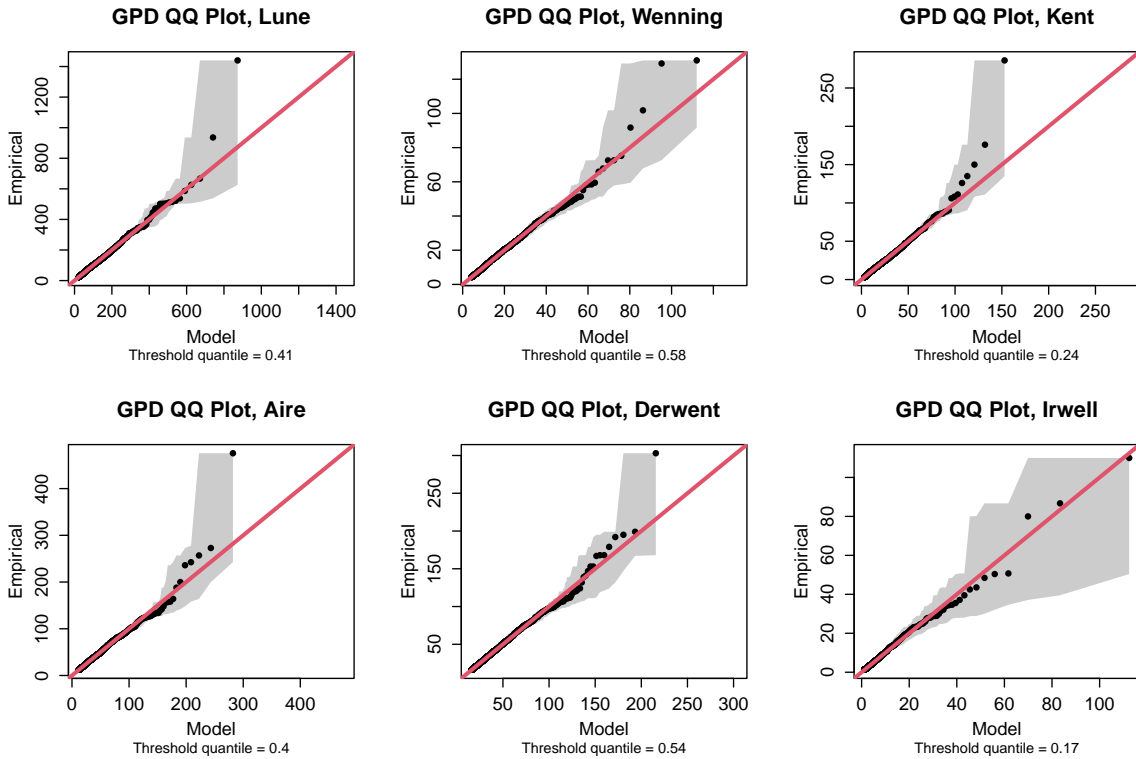 GPD QQ Plot, Lune
Empirical
0 400 800 1200
0 200 600 1000 1400
Model
Threshold quantile = 0.41
GPD QQ Plot, Wenning
Empirical
0 20 60 100
0 20 40 60 80 100
Model
Threshold quantile = 0.58
GPD QQ Plot, Kent
Empirical
0 50 150 250
0 50 100 150 200 250
Model
Threshold quantile = 0.24
GPD QQ Plot, Aire
Empirical
0 100 200 300 400
0 100 200 300 400
Model
Threshold quantile = 0.4
GPD QQ Plot, Derwent
Empirical
50 150 250
50 100 150 200 250 300
Model
Threshold quantile = 0.54
GPD QQ Plot, Irwell
Empirical
0 20 40 60 80
0 20 40 60 80 100
Model
Threshold quantile = 0.17